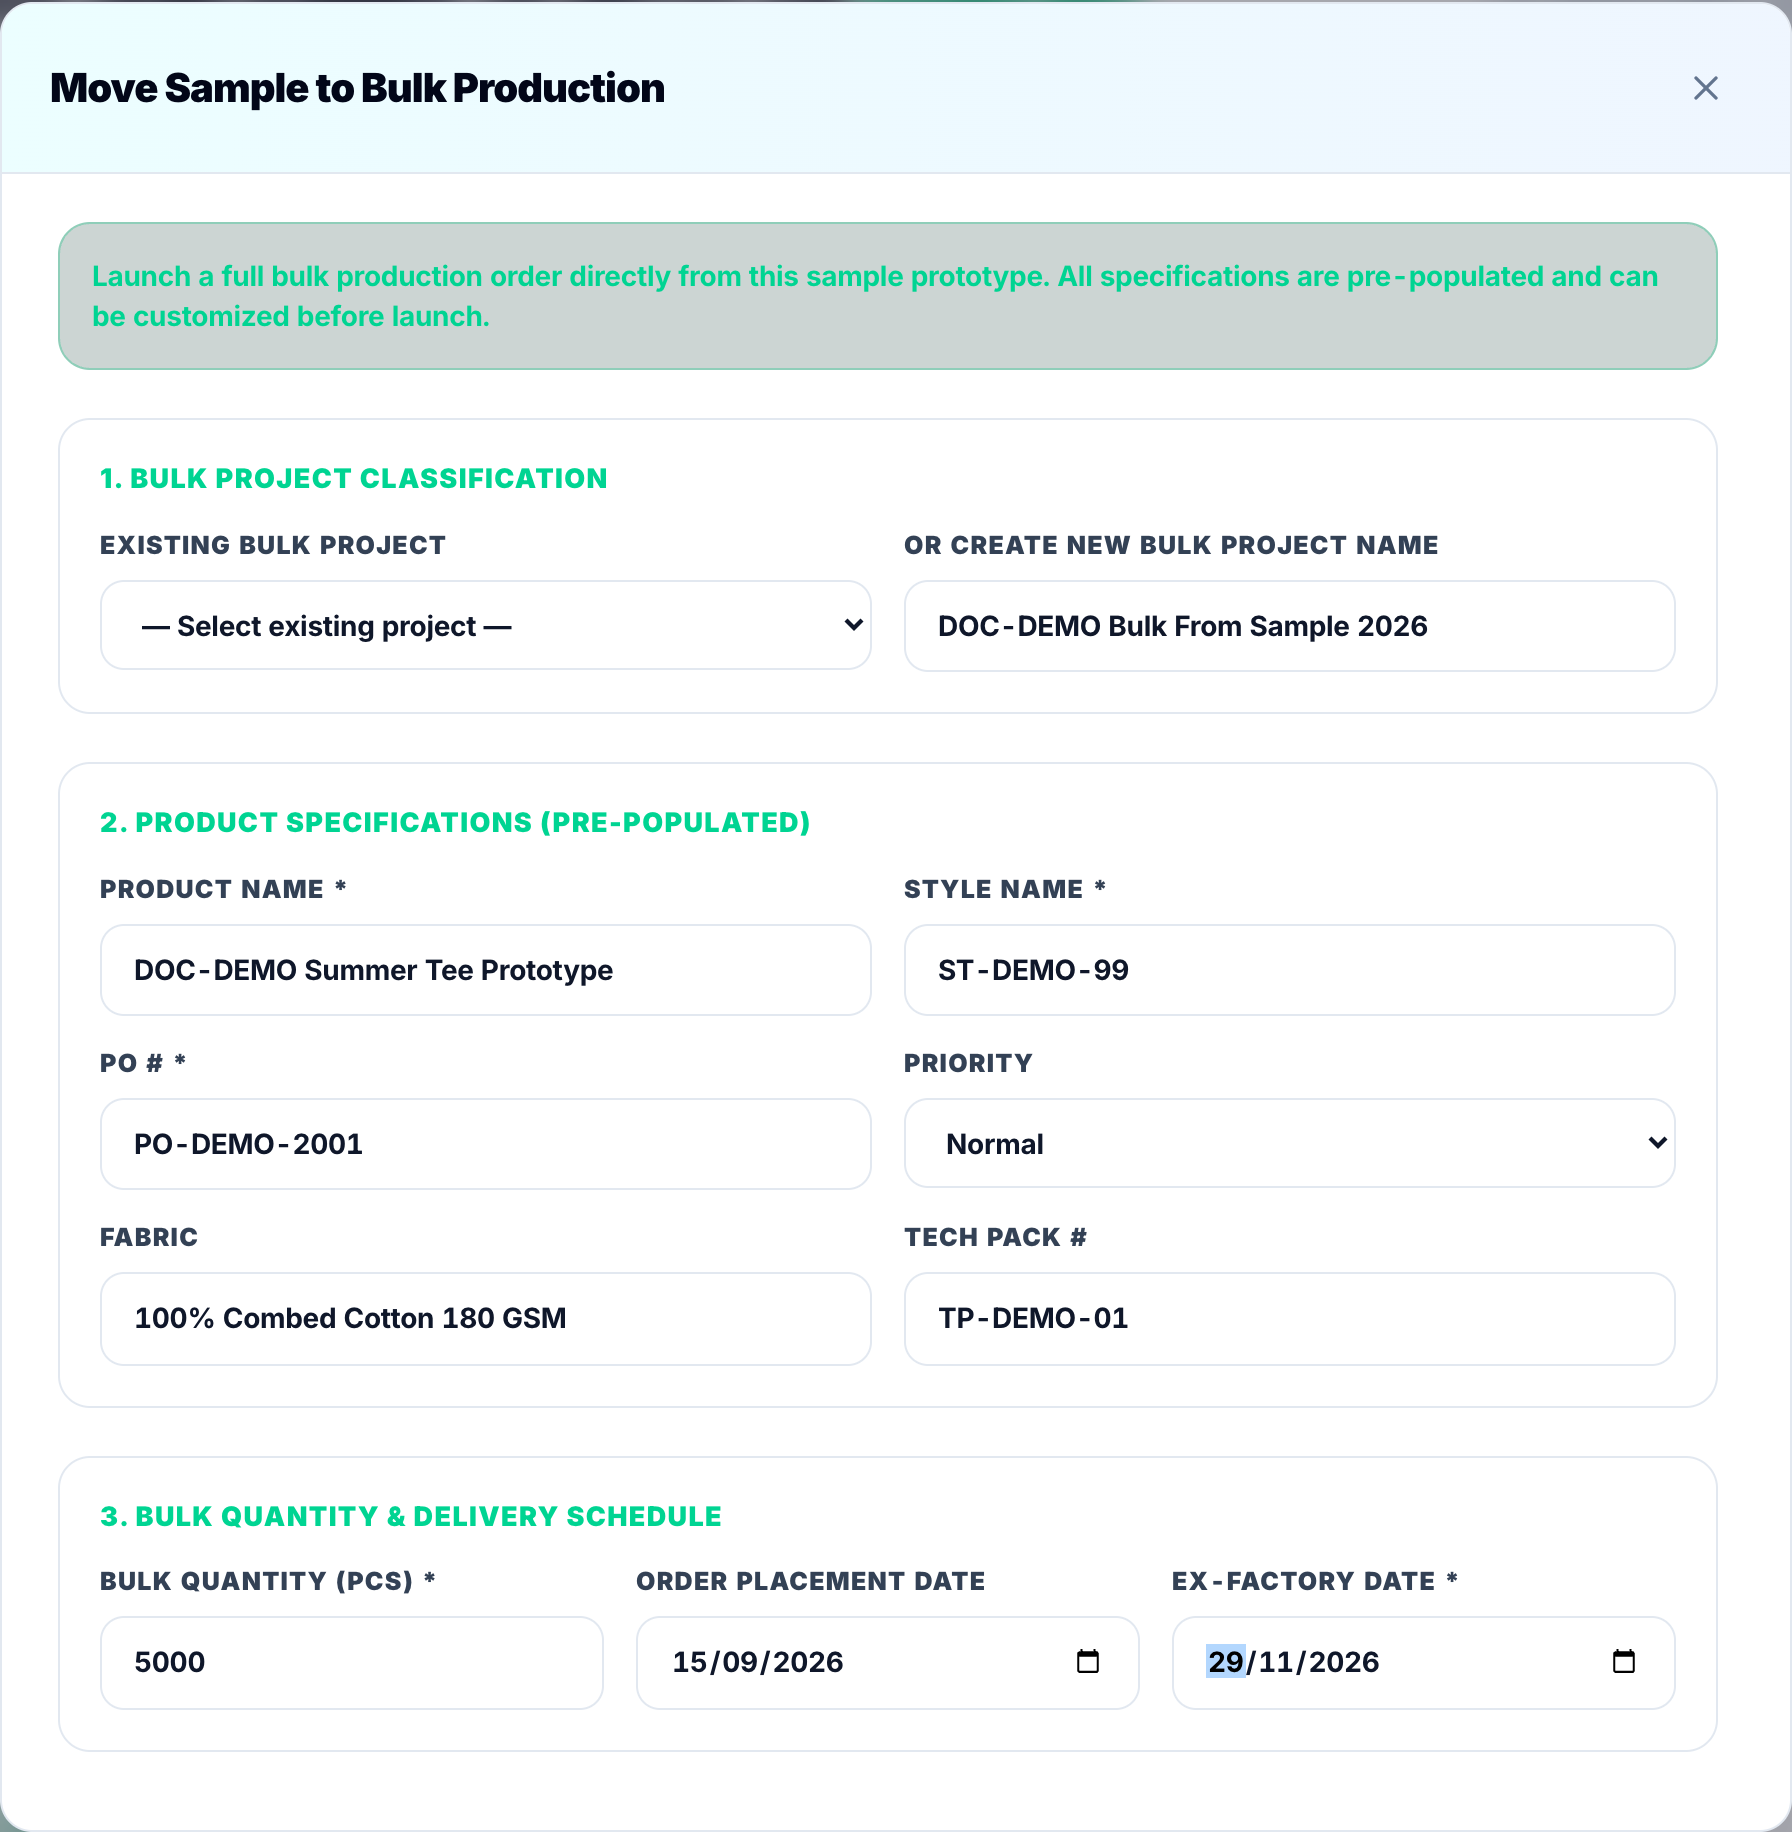 Move Sample to Bulk Production
Launch a full bulk production order directly from this sample prototype. All specifications are pre-populated and can
be customized before launch.
1. BULK PROJECT CLASSIFICATION
EXISTING BULK PROJECT
OR CREATE NEW BULK PROJECT NAME
— Select existing project —
DOC-DEMO Bulk From Sample 2026
2. PRODUCT SPECIFICATIONS (PRE-POPULATED)
PRODUCT NAME *
STYLE NAME *
DOC-DEMO Summer Tee Prototype
ST-DEMO-99
PO # *
PRIORITY
PO-DEMO-2001
Normal
FABRIC
TECH PACK #
100% Combed Cotton 180 GSM
TP-DEMO-01
3. BULK QUANTITY & DELIVERY SCHEDULE
BULK QUANTITY (PCS) *
ORDER PLACEMENT DATE
EX-FACTORY DATE *
5000
15/09/2026
29/11/2026